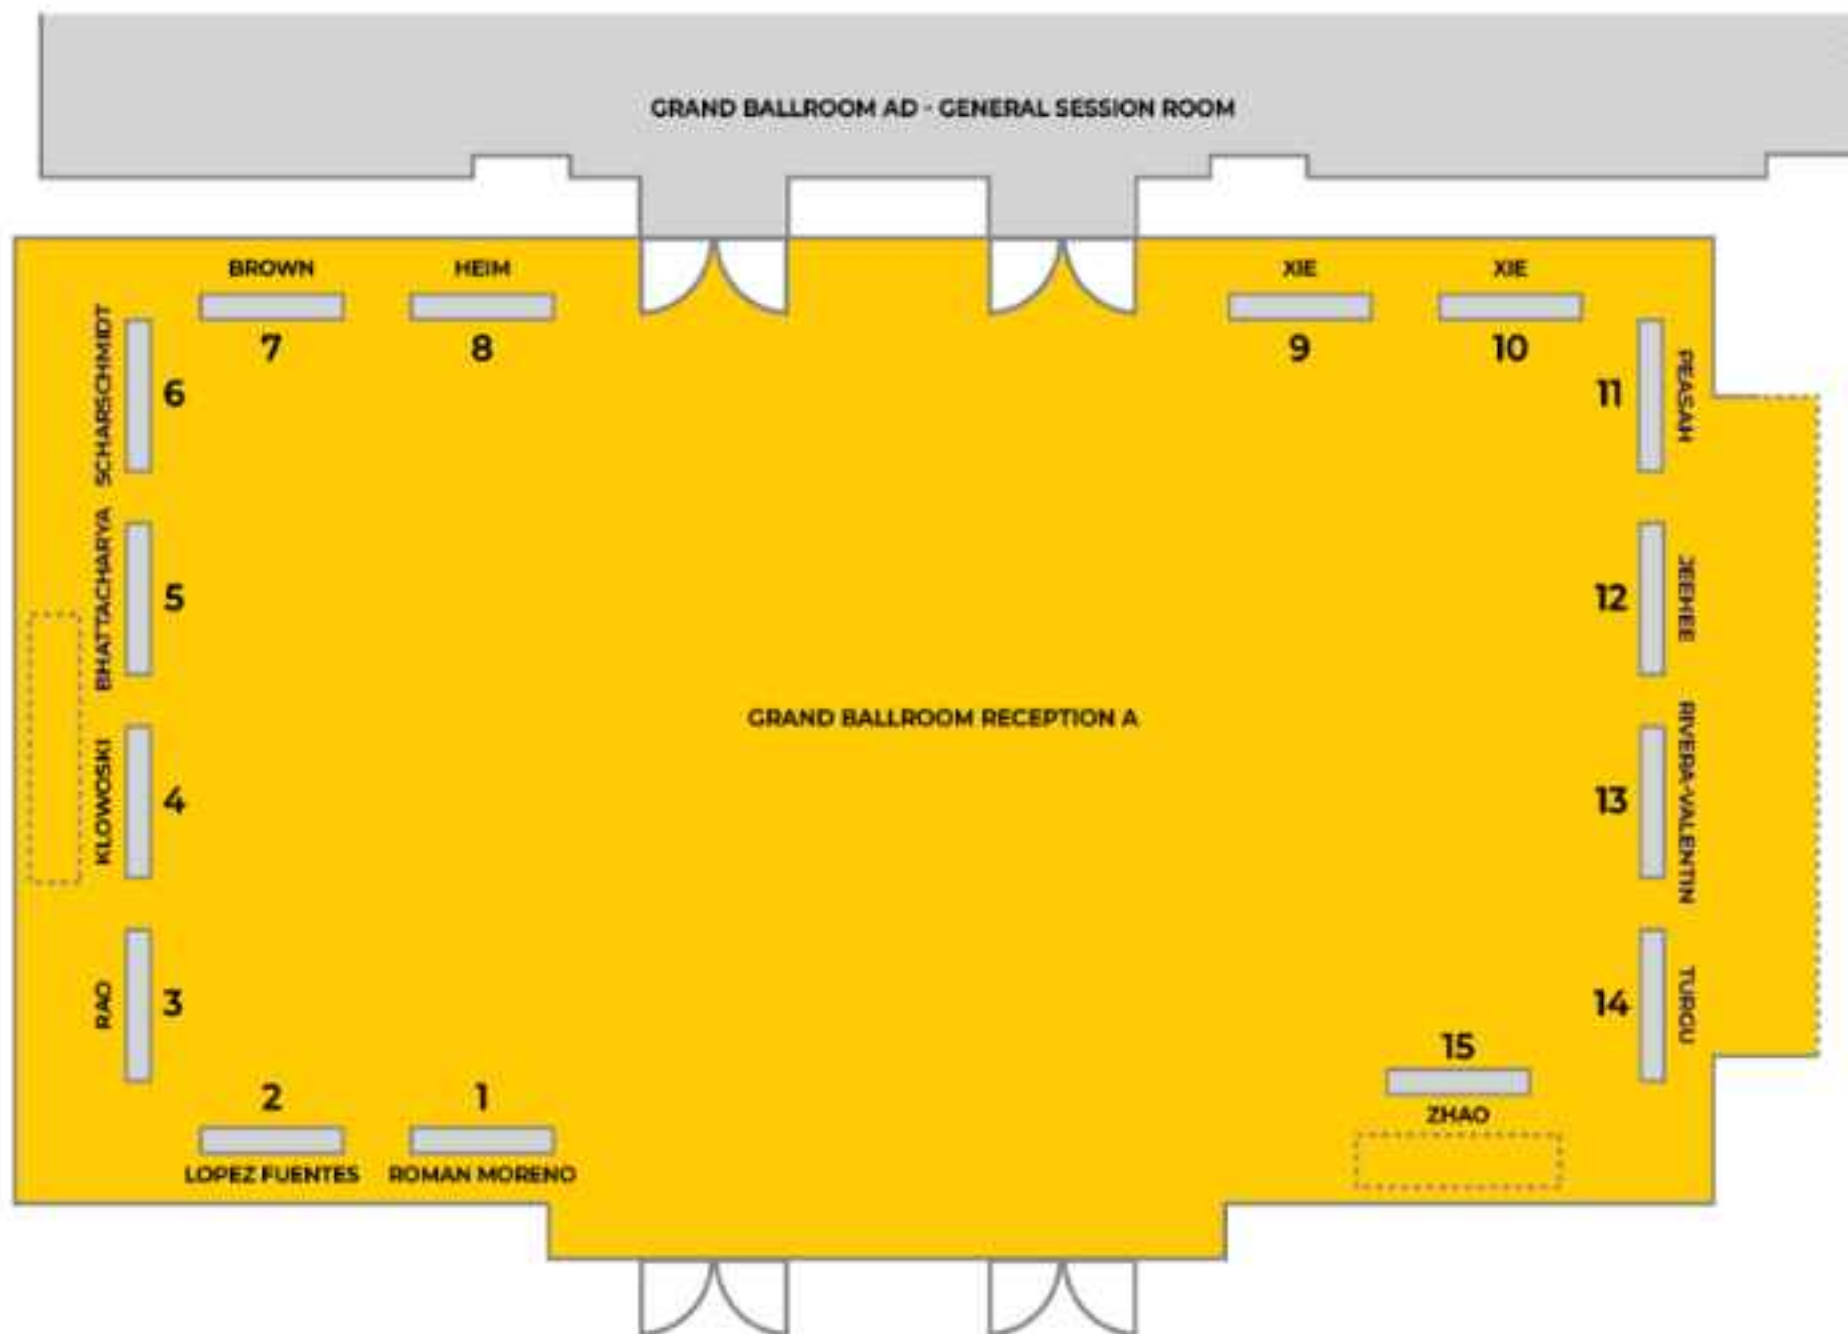 GRAND BALLROOM AD - GENERAL SESSION ROOM
BROWN
HEIM
XIE
XIE
7
8
9
10
SCHARSCHMIDT
6
11
PEASAH
BHATTACHARYA
5
12
JEEHEE
GRAND BALLROOM RECEPTION A
KLOWOSKI
4
13
RIVERA-VALENTIN
RAO
3
14
TURGU
15
ZHAO
2
1
LOPEZ FUENTES
ROMAN MORENO